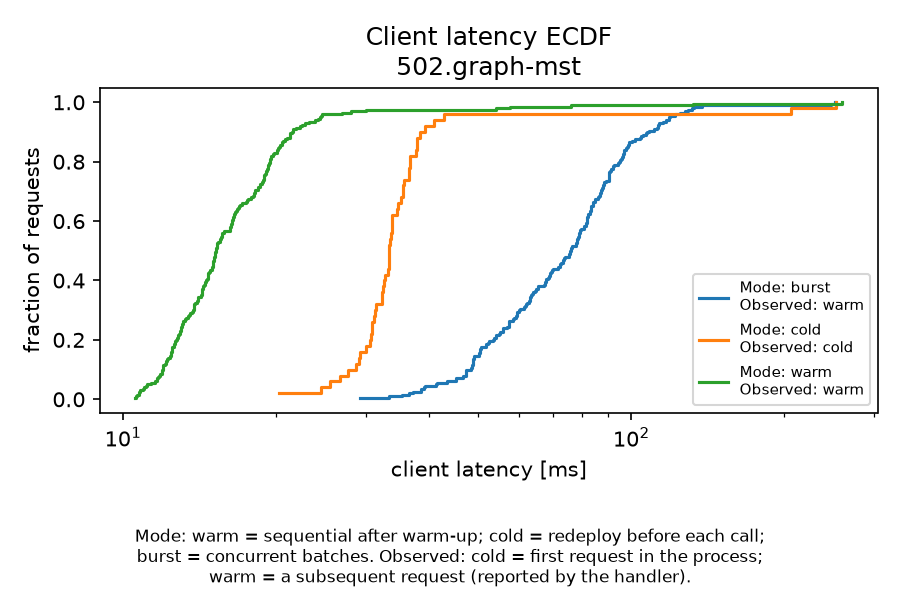 Client latency ECDF
502.graph-mst
fraction of requests
1.0
0.8
0.6
0.4
0.2
0.0
Mode: burst
Observed: warm
Mode: cold
Observed: cold
Mode: warm
Observed: warm
10¹
10²
client latency [ms]
Mode: warm = sequential after warm-up; cold = redeploy before each call;
burst = concurrent batches. Observed: cold = first request in the process;
warm = a subsequent request (reported by the handler).